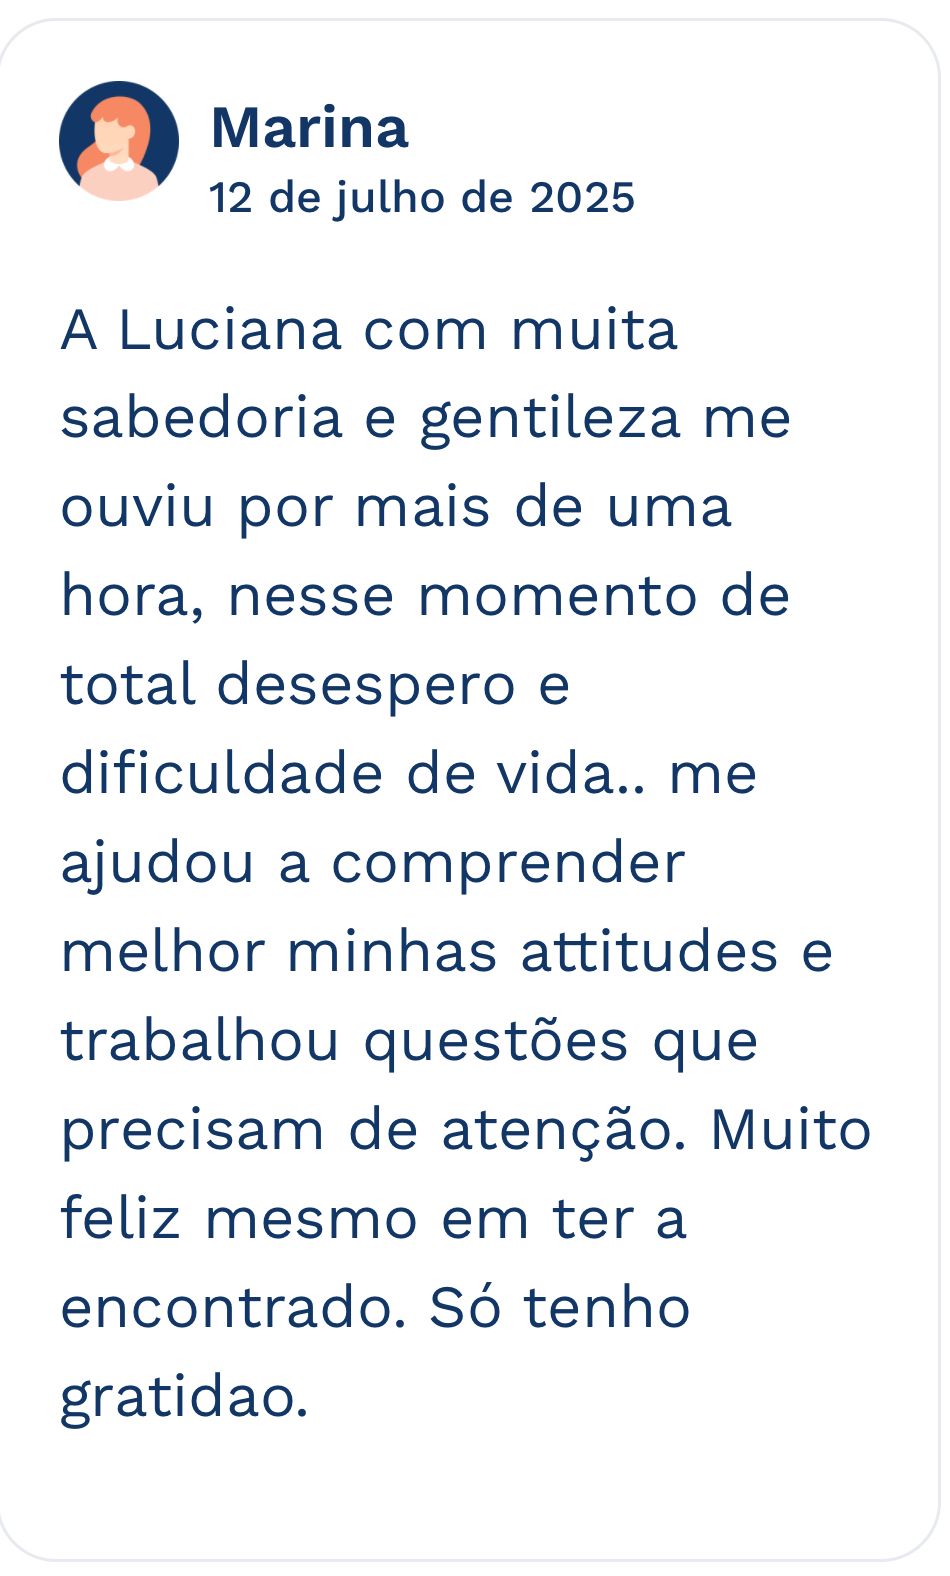 Marina
12 de julho de 2025
A Luciana com muita
sabedoria e gentileza me
ouviu por mais de uma
hora, nesse momento de
total desespero e
dificuldade de vida.. me
ajudou a comprender
melhor minhas attitudes e
trabalhou questões que
precisam de atenção. Muito
feliz mesmo em ter a
encontrado. Só tenho
gratidao.